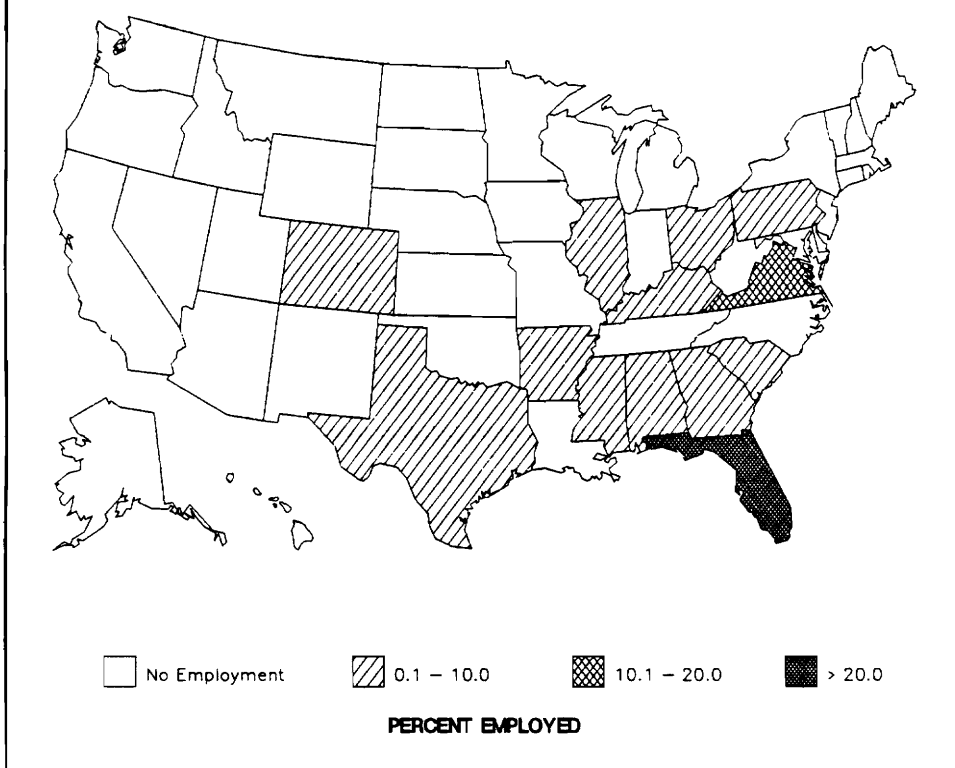 No Employment 0.1 – 10.0 10.1 – 20.0 > 20.0
PERCENT EMPLOYED